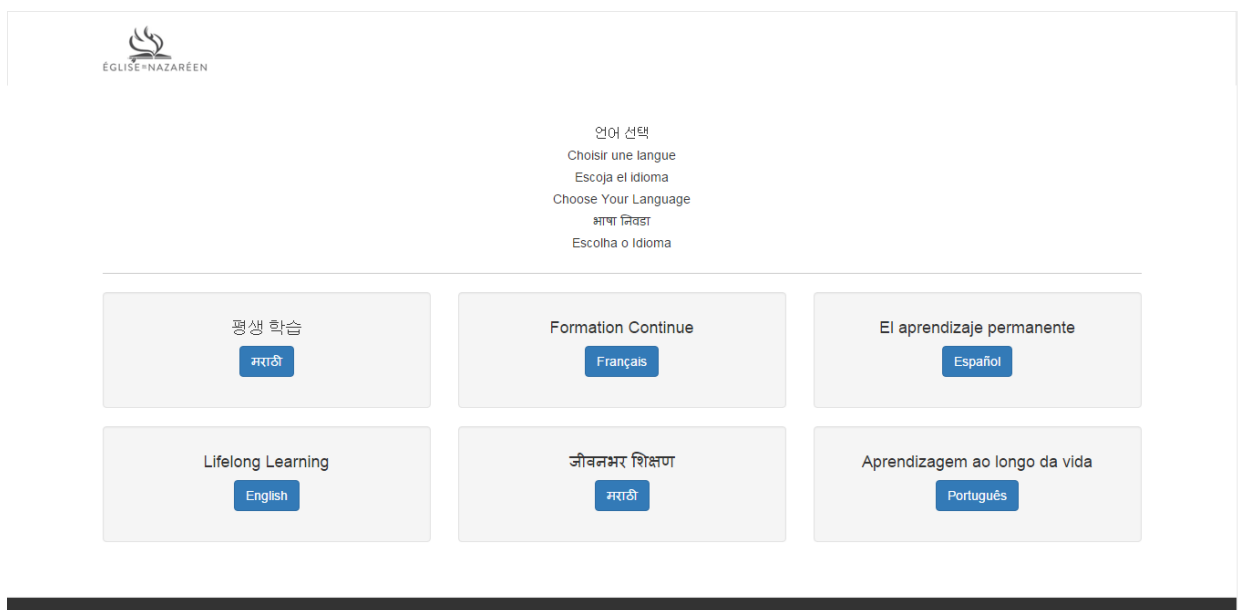 ÉGLISE DU NAZARÉEN
언어 선택
Choisir une langue
Escoja el idioma
Choose Your Language
भाषा निवडा
Escolha o Idioma
평생 학습
मराठी
Formation Continue
Français
El aprendizaje permanente
Español
Lifelong Learning
English
जीवनभर शिक्षण
मराठी
Aprendizagem ao longo da vida
Português